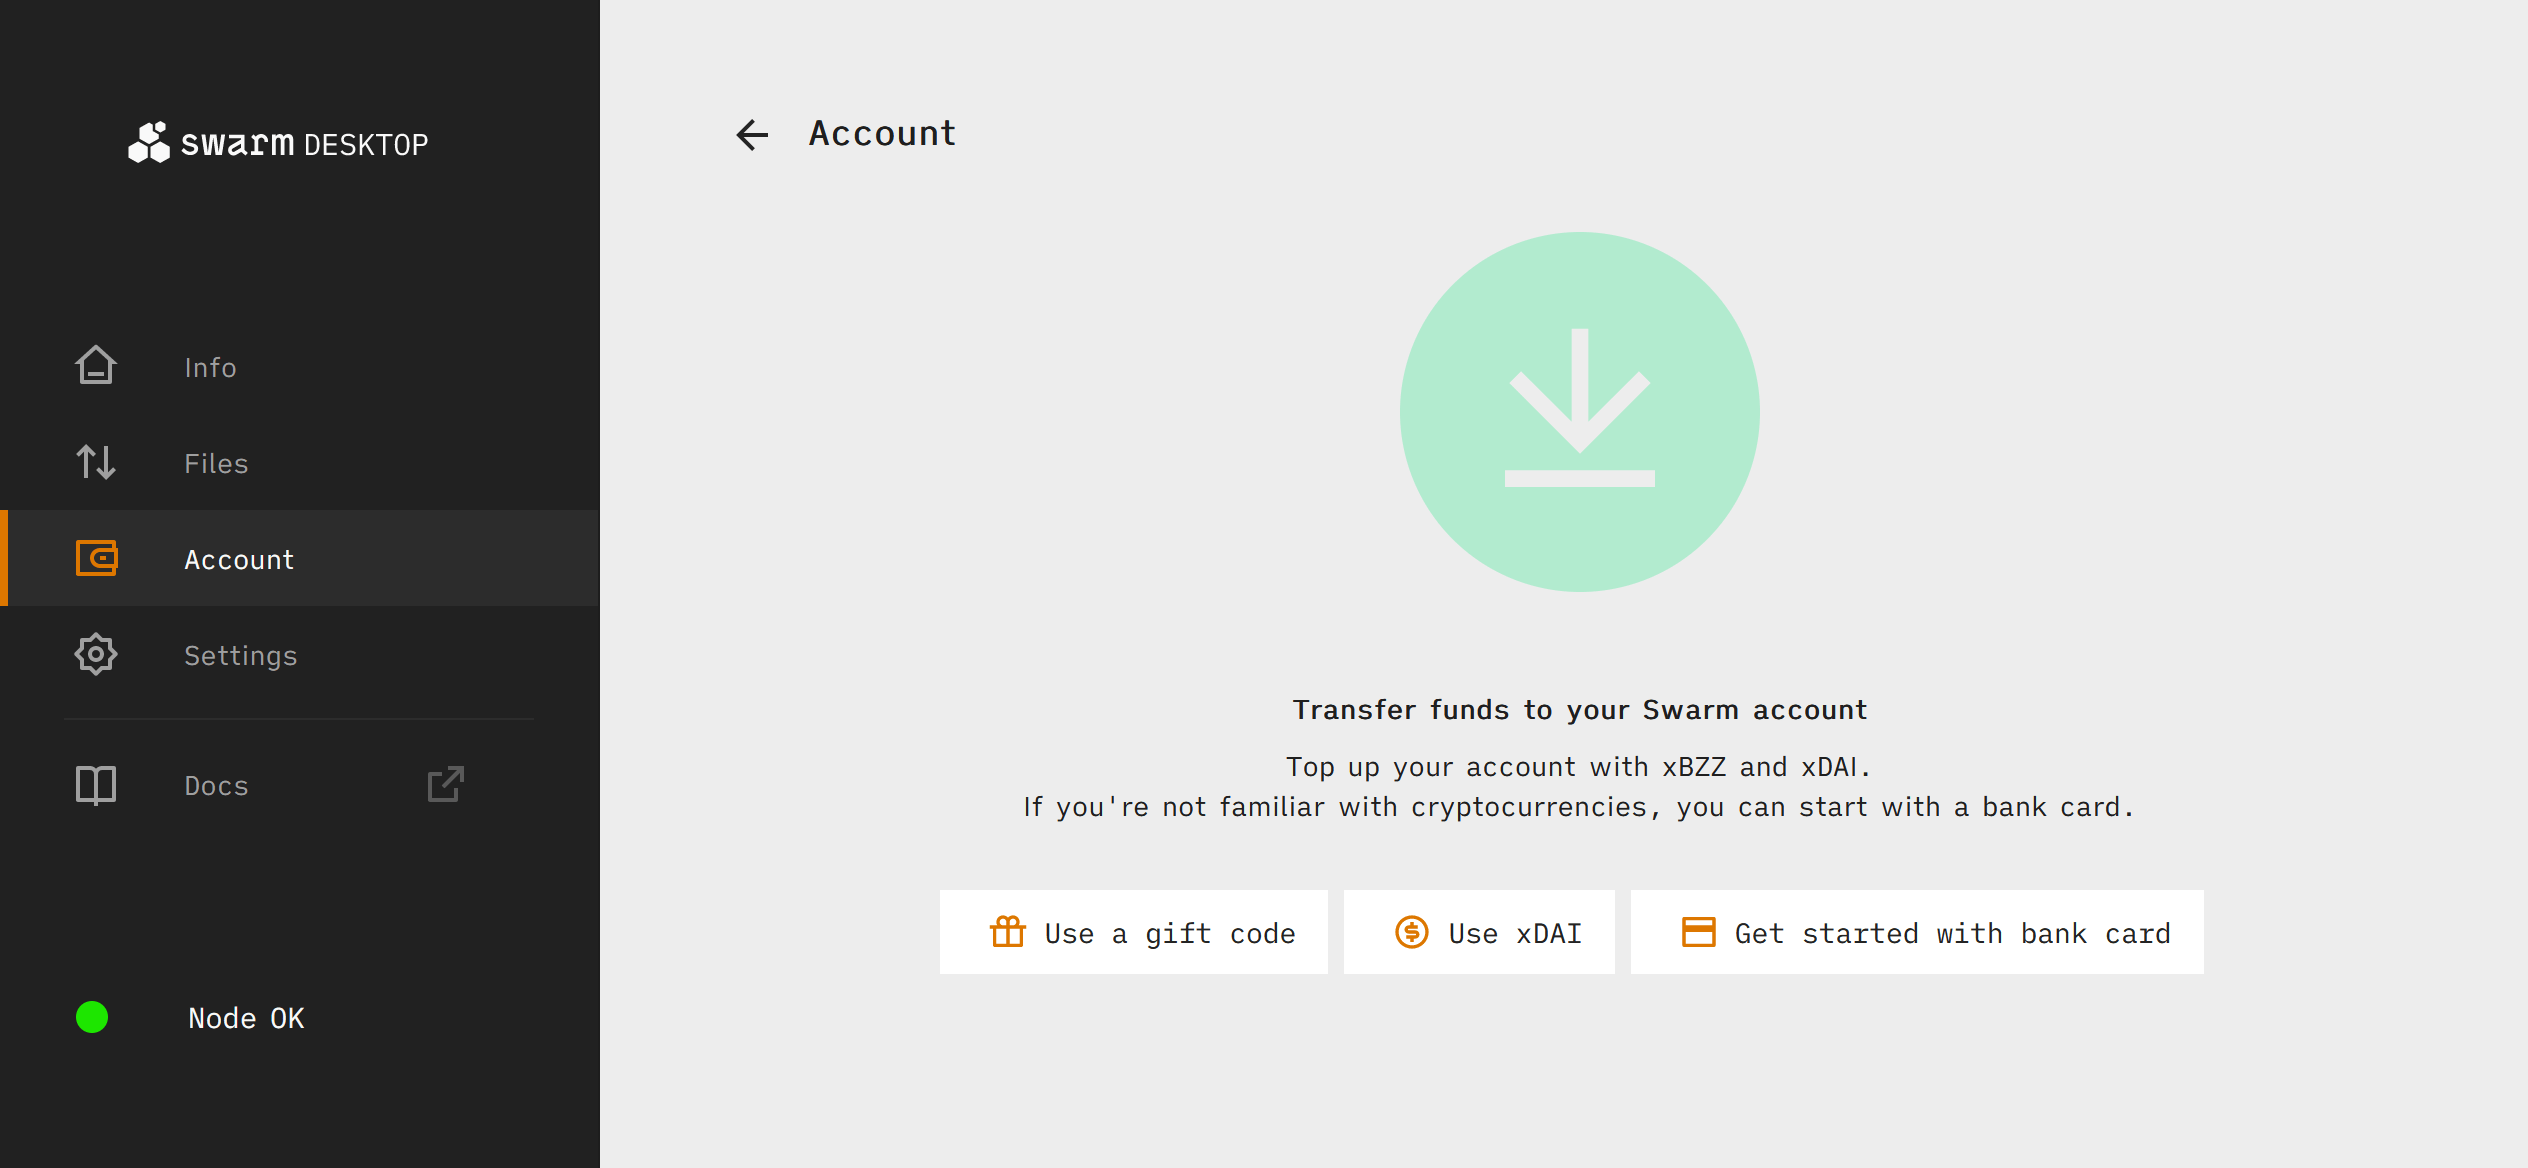 swarm DESKTOP
Info
Files
Account
Settings
Docs
Node OK
Account
Transfer funds to your Swarm account
Top up your account with xBZZ and xDAI.
If you're not familiar with cryptocurrencies, you can start with a bank card.
Use a gift code
Use xDAI
Get started with bank card